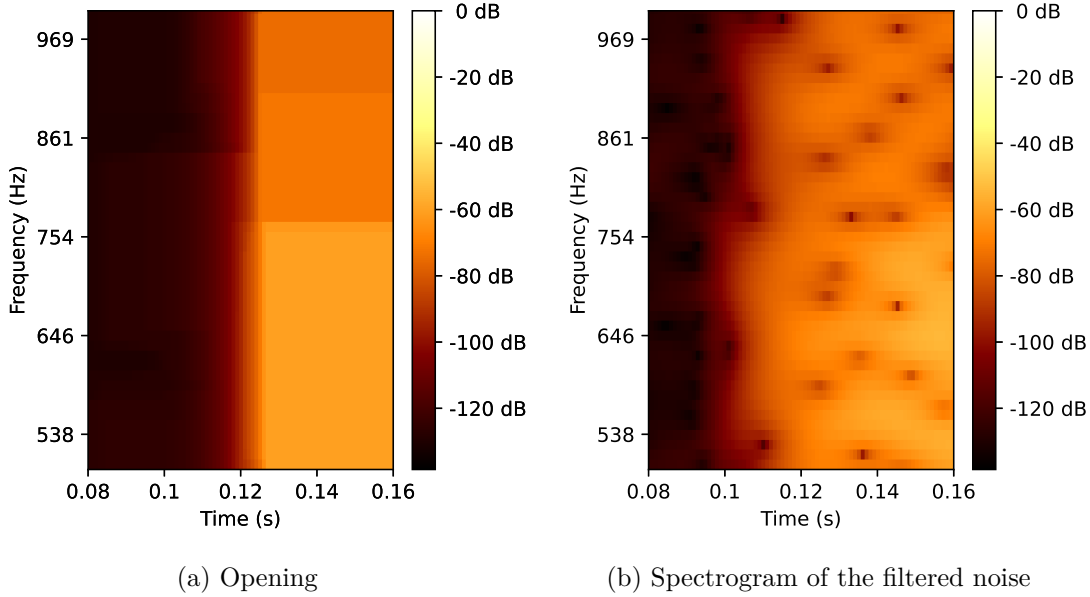 969
861
754
646
538
Frequency (Hz)
0.08 0.1 0.12 0.14 0.16
Time (s)
0 dB
-20 dB
-40 dB
-60 dB
-80 dB
-100 dB
-120 dB
(a) Opening
969
861
754
646
538
Frequency (Hz)
0.08 0.1 0.12 0.14 0.16
Time (s)
0 dB
-20 dB
-40 dB
-60 dB
-80 dB
-100 dB
-120 dB
(b) Spectrogram of the filtered noise